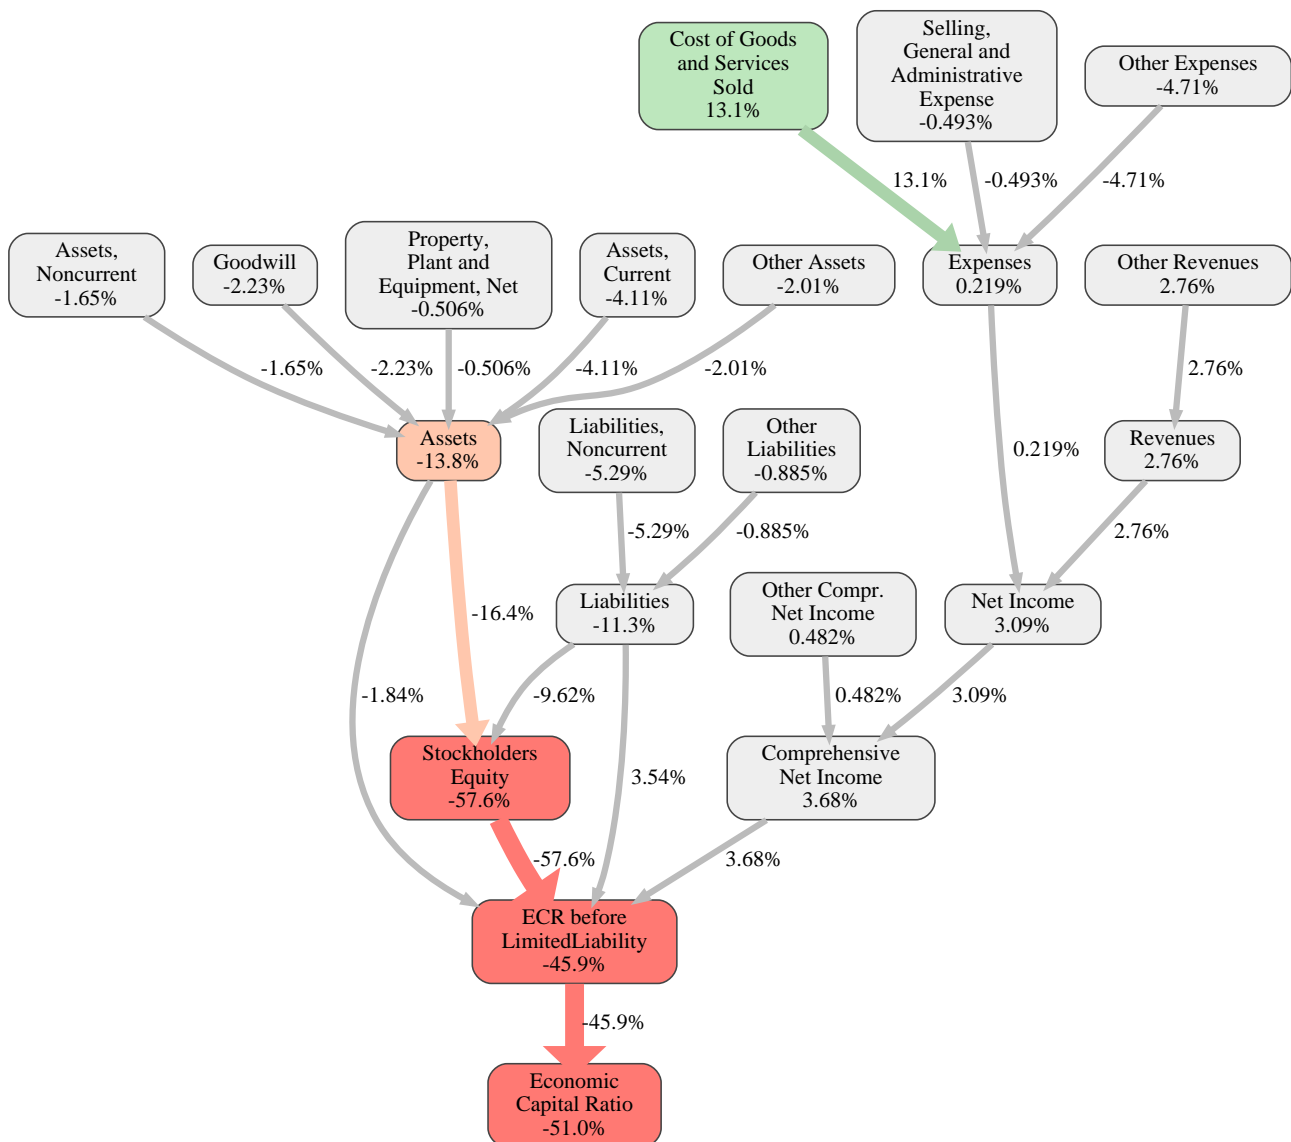 Cost of Goods
and Services
Sold
13.1%
Selling,
General and
Administrative
Expense
-0.493%
Other Expenses
-4.71%
13.1%
-0.493%
-4.71%
Assets,
Noncurrent
-1.65%
Goodwill
-2.23%
Property,
Plant and
Equipment, Net
-0.506%
Assets,
Current
-4.11%
Other Assets
-2.01%
Expenses
0.219%
Other Revenues
2.76%
-1.65%
-2.23%
-0.506%
-4.11%
-2.01%
2.76%
Assets
-13.8%
Liabilities,
Noncurrent
-5.29%
Other
Liabilities
-0.885%
0.219%
Revenues
2.76%
-5.29%
-0.885%
2.76%
Liabilities
-11.3%
Other Compr.
Net Income
0.482%
Net Income
3.09%
-16.4%
-1.84%
-9.62%
0.482%
3.09%
Stockholders
Equity
-57.6%
3.54%
Comprehensive
Net Income
3.68%
-57.6%
3.68%
ECR before
LimitedLiability
-45.9%
-45.9%
Economic
Capital Ratio
-51.0%